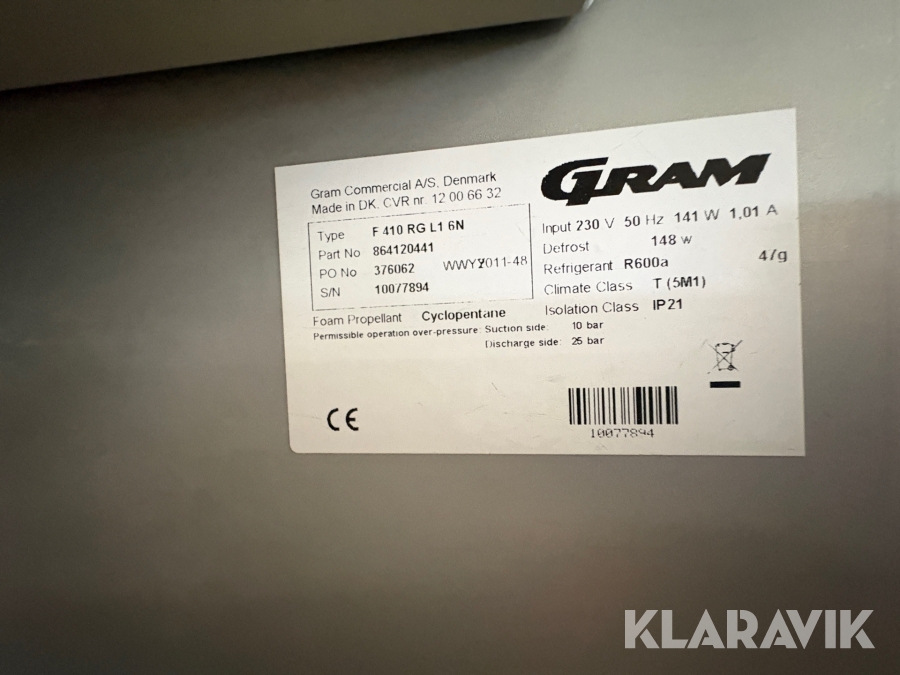 Gram Commercial A/S, Denmark
Made in DK. CVR nr. 12 00 66 32
GRAM
Type F 410 RG L1 6N
Part No 864120441
PO No 376062
S/N 10077894
Input 230 V 50 Hz 141 W 1,01 A
Defrost 148 w
Refrigerant R600a
Climate Class T (5M1)
Isolation Class IP21
Foam Propellant Cyclopentane
Permissible operation over-pressure: Suction side: 10 bar
Discharge side: 25 bar
CE
10077894
KLARAVIK